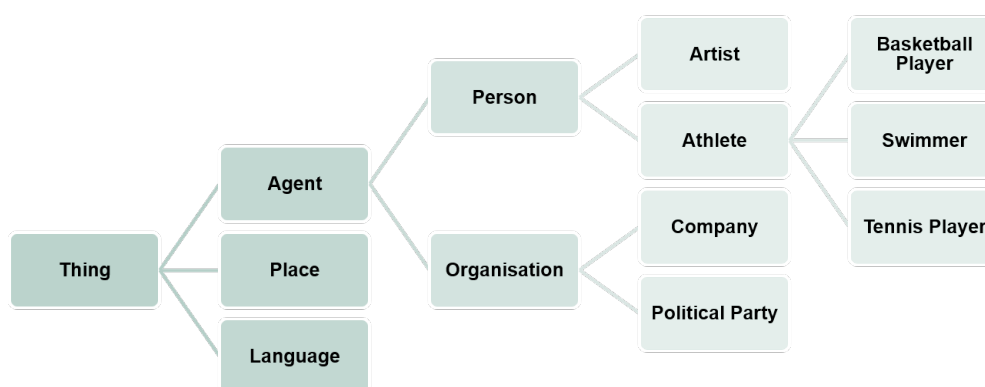 Thing
Agent
Place
Language
Person
Organisation
Artist
Athlete
Company
Political Party
Basketball
Player
Swimmer
Tennis Player